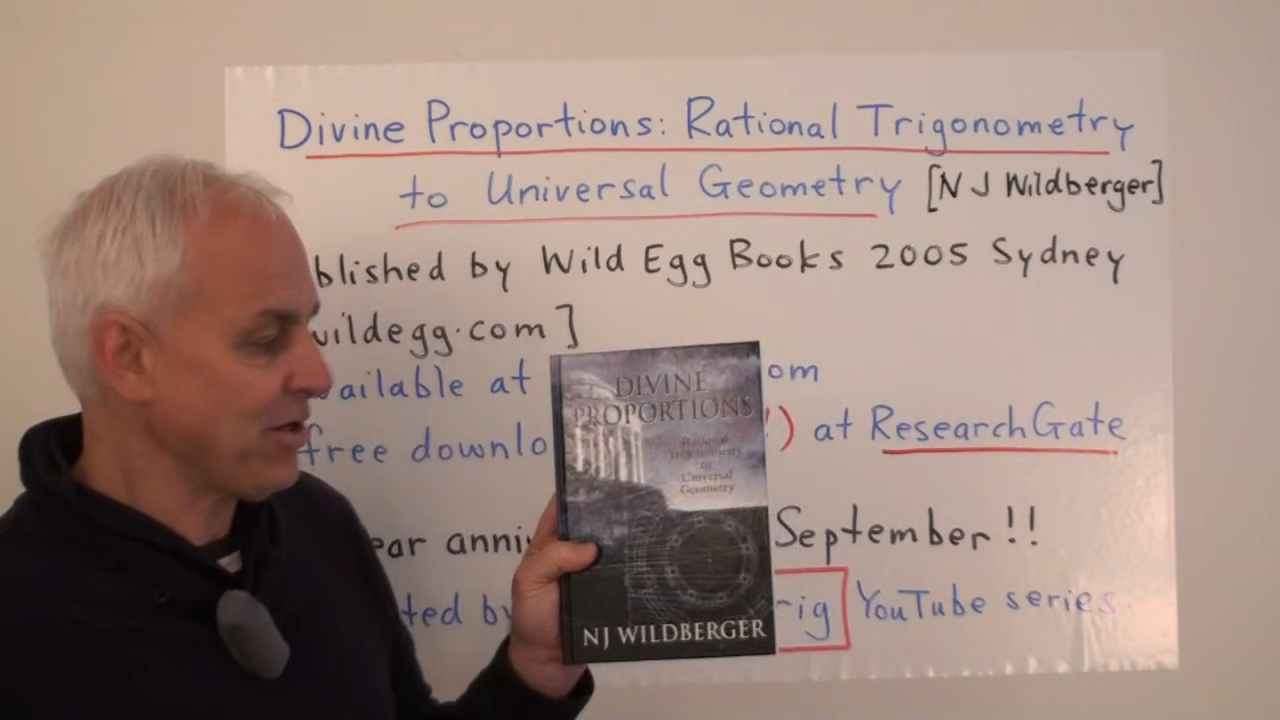 Divine Proportions: Rational Trigonometry
to Universal Geometry [N J Wildberger]
blished by Wild Egg Books 2005 Sydney
wildegg.com]
ailable at om
free downlo !) at ResearchGate
ear anni September!!
ted by rig YouTube series
DIVINE
PROPORTIONS
Rational
Trigonometry
to
Universal
Geometry
NJ WILDBERGER